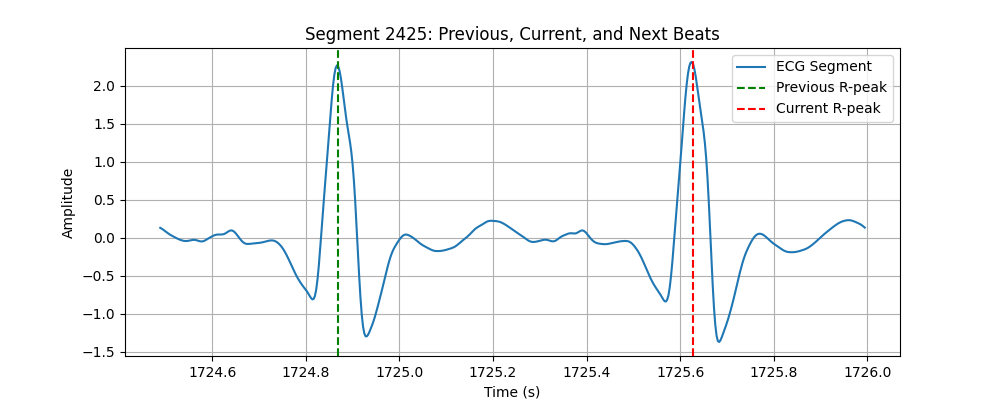 Segment 2425: Previous, Current, and Next Beats
ECG Segment
Previous R-peak
Current R-peak
2.0
1.5
1.0
0.5
0.0
−0.5
−1.0
−1.5
Amplitude
1724.6 1724.8 1725.0 1725.2 1725.4 1725.6 1725.8 1726.0
Time (s)